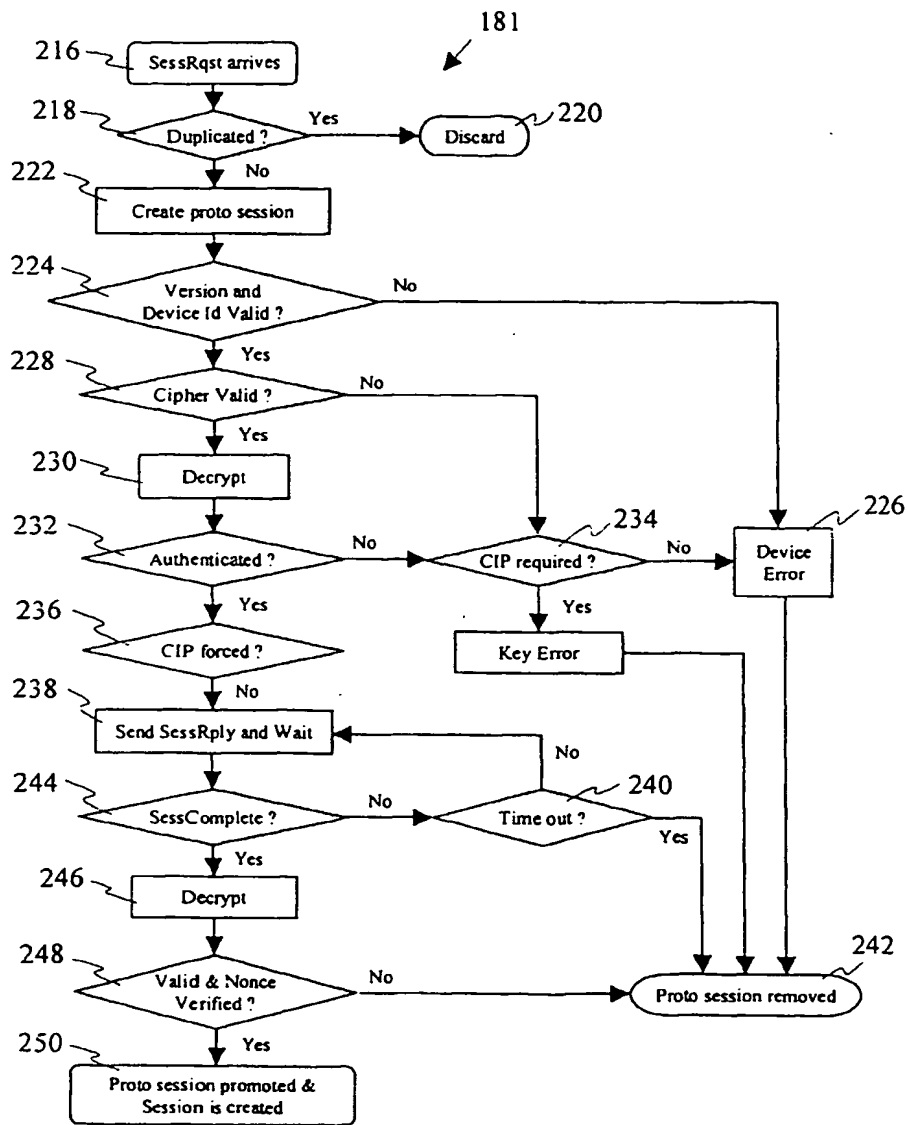 181
216
SessRqst arrives
218
Duplicated ?
Yes
Discard
220
No
222
Create proto session
224
Version and
Device Id Valid ?
No
Yes
228
Cipher Valid ?
No
Yes
230
Decrypt
232
Authenticated ?
No
CIP required ?
234
No
Device
Error
226
Yes
Yes
236
CIP forced ?
Key Error
No
238
Send SessRply and Wait
No
244
SessComplete ?
No
Time out ?
240
Yes
Yes
246
Decrypt
248
Valid & Nonce
Verified ?
No
Proto session removed
242
Yes
250
Proto session promoted &
Session is created